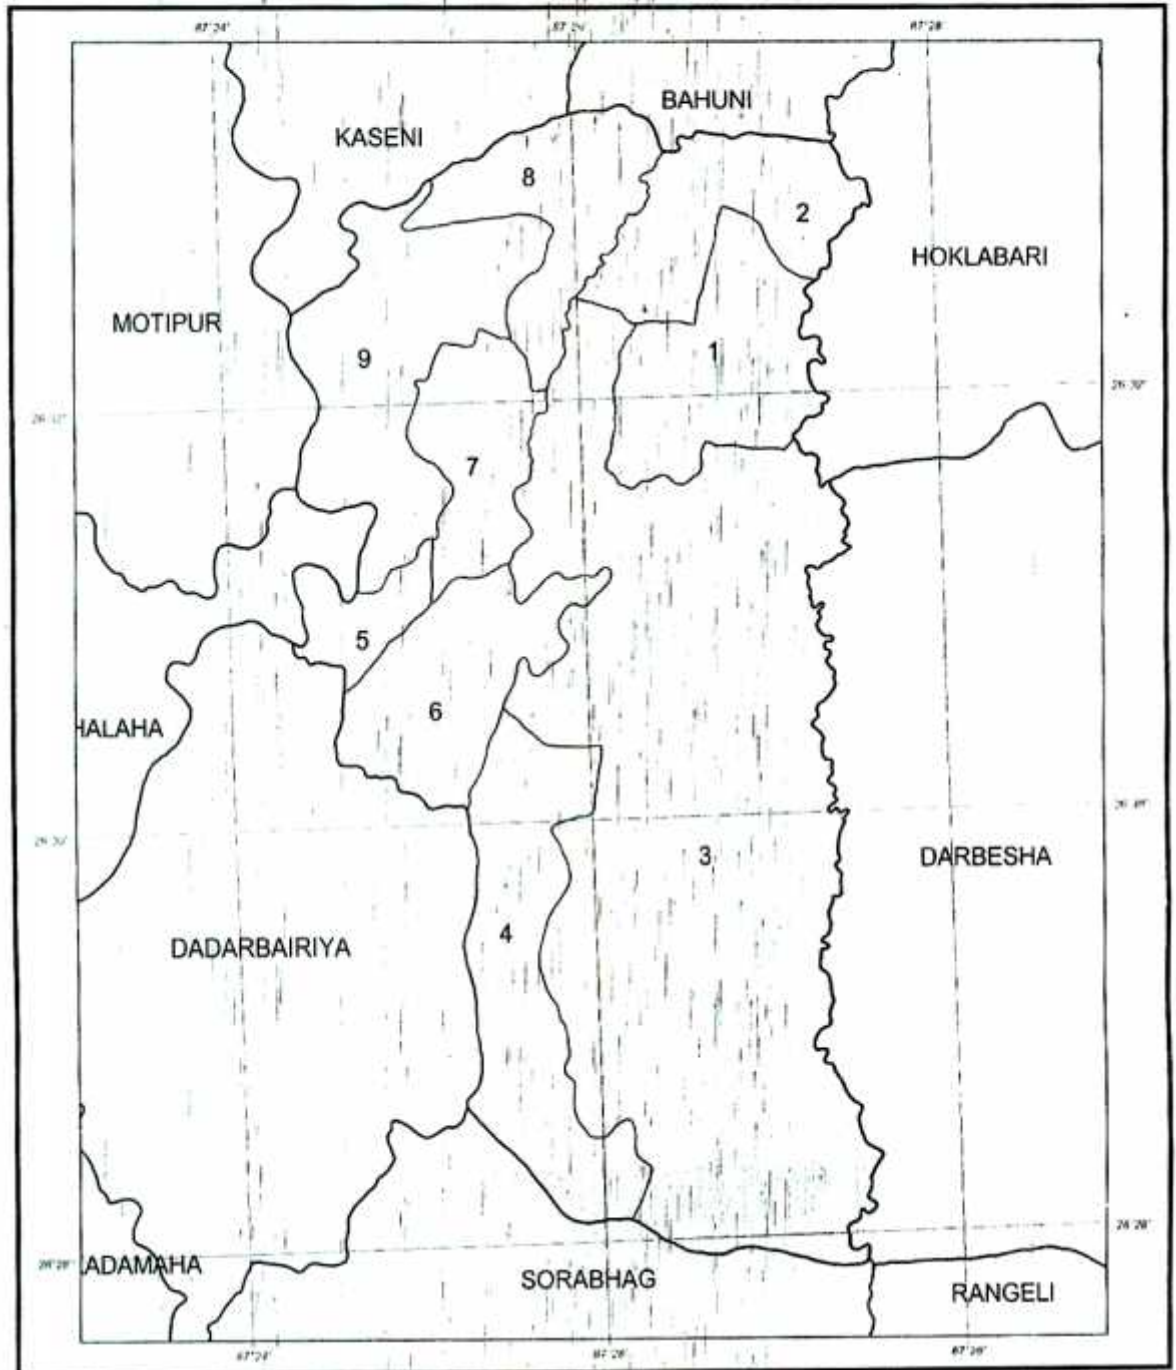 BAHUNI
KASENI
8
2
HOKLABARI
MOTIPUR
9
1
7
5
6
HALAHA
3
DARBESHA
4
DADARBAIRIYA
ADAMAHA
SORABHAG
RANGELI